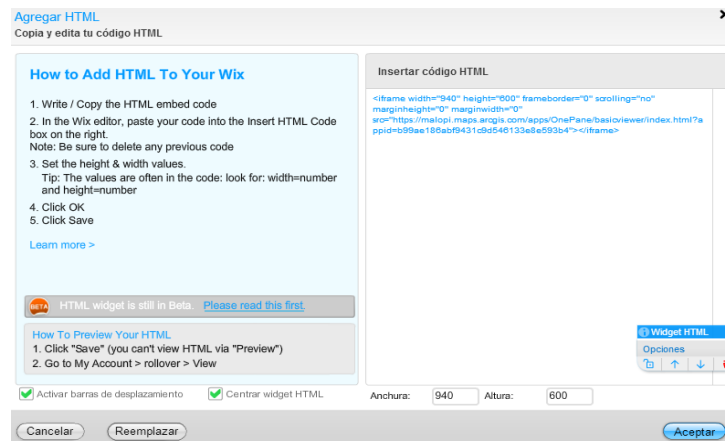 Agregar HTML
Copia y edita tu código HTML
How to Add HTML To Your Wix
1. Write / Copy the HTML embed code
2. In the Wix editor, paste your code into the Insert HTML Code
box on the right.
Note: Be sure to delete any previous code
3. Set the height & width values.
Tip: The values are often in the code: look for: width=number
and height=number
4. Click OK
5. Click Save
Learn more >
BETA
HTML widget is still in Beta. Please read this first.
How To Preview Your HTML
1. Click "Save" (you can't view HTML via "Preview")
2. Go to My Account > rollover > View
Activar barras de desplazamiento
Centrar widget HTML
Insertar código HTML
<iframe width="940" height="600" frameborder="0" scrolling="no"
marginheight="0" marginwidth="0"
src="https://malopi.maps.arcgis.com/apps/OnePane/basicviewer/index.html?a
ppid=b99ae186abf9431c9d546133e8e593b4"></iframe>
Widget HTML
Opciones
Anchura: 940 Altura: 600
Cancelar
Reemplazar
Aceptar